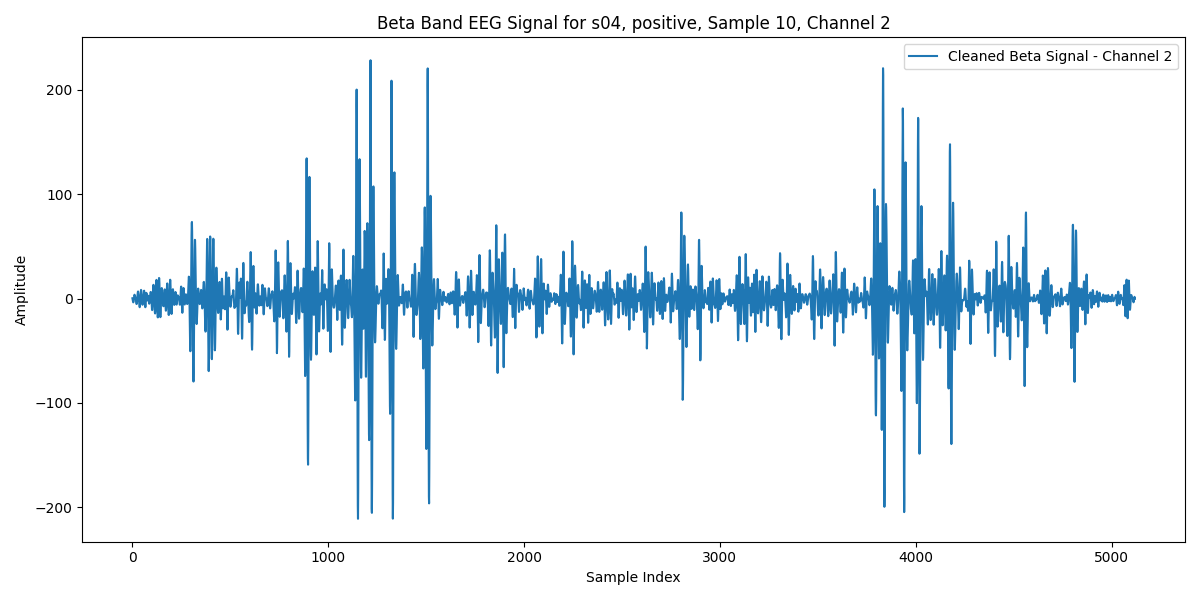 Beta Band EEG Signal for s04, positive, Sample 10, Channel 2
Cleaned Beta Signal - Channel 2
Amplitude
200
100
0
−100
−200
0 1000 2000 3000 4000 5000
Sample Index